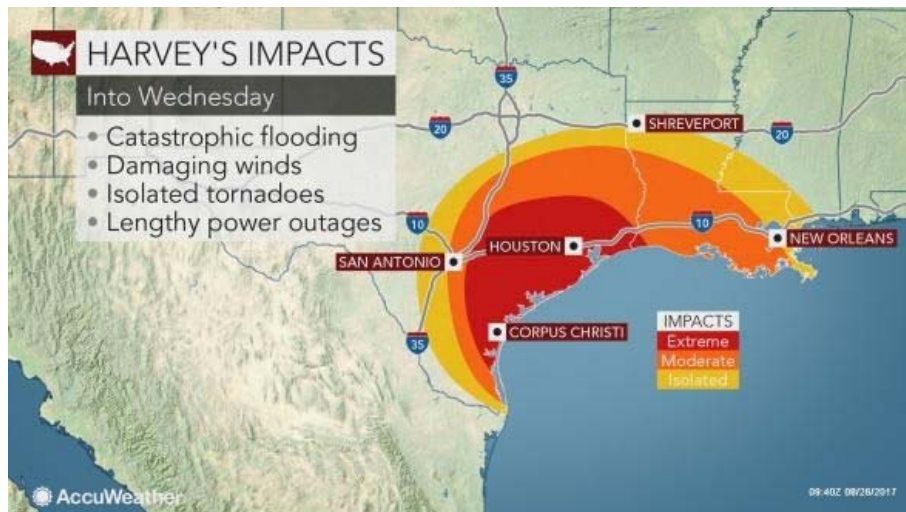 HARVEY'S IMPACTS
Into Wednesday
• Catastrophic flooding
• Damaging winds
• Isolated tornadoes
• Lengthy power outages
35
20
SHREVEPORT
20
10
10
HOUSTON
NEW ORLEANS
SAN ANTONIO
CORPUS CHRISTI
35
IMPACTS
Extreme
Moderate
Isolated
AccuWeather
09:40Z 08/26/2017